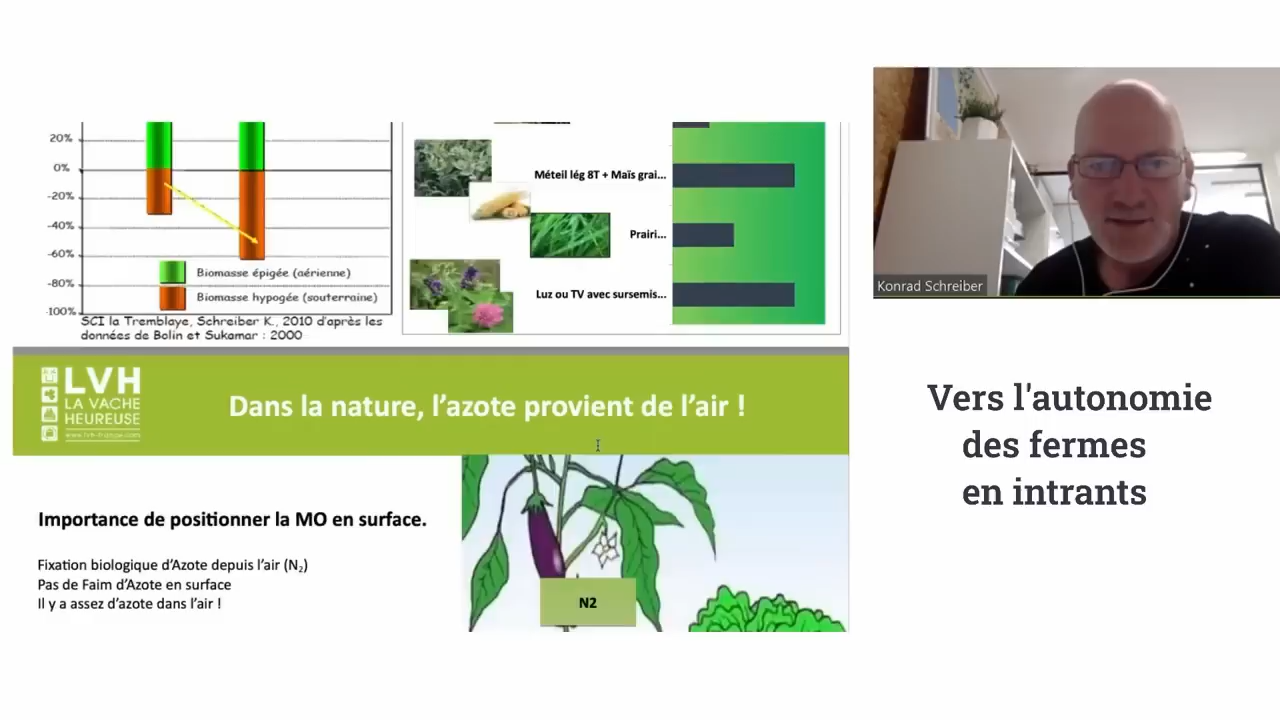 20%
0%
-20%
-40%
-60%
-80%
-100%
Biomasse épigée (aérienne)
Biomasse hypogée (souterraine)
SCI la Tremblaye, Schreiber K., 2010 d'après les
données de Bolin et Sukamar : 2000
Méteil lég 8T + Maïs grai...
Prairi...
Luz ou TV avec sursemis...
Konrad Schreiber
LVH
LA VACHE
HEUREUSE
Dans la nature, l'azote provient de l'air !
Vers l'autonomie
des fermes
en intrants
Importance de positionner la MO en surface.
Fixation biologique d'Azote depuis l'air (N₂)
Pas de Faim d'Azote en surface
Il y a assez d'azote dans l'air !
N2